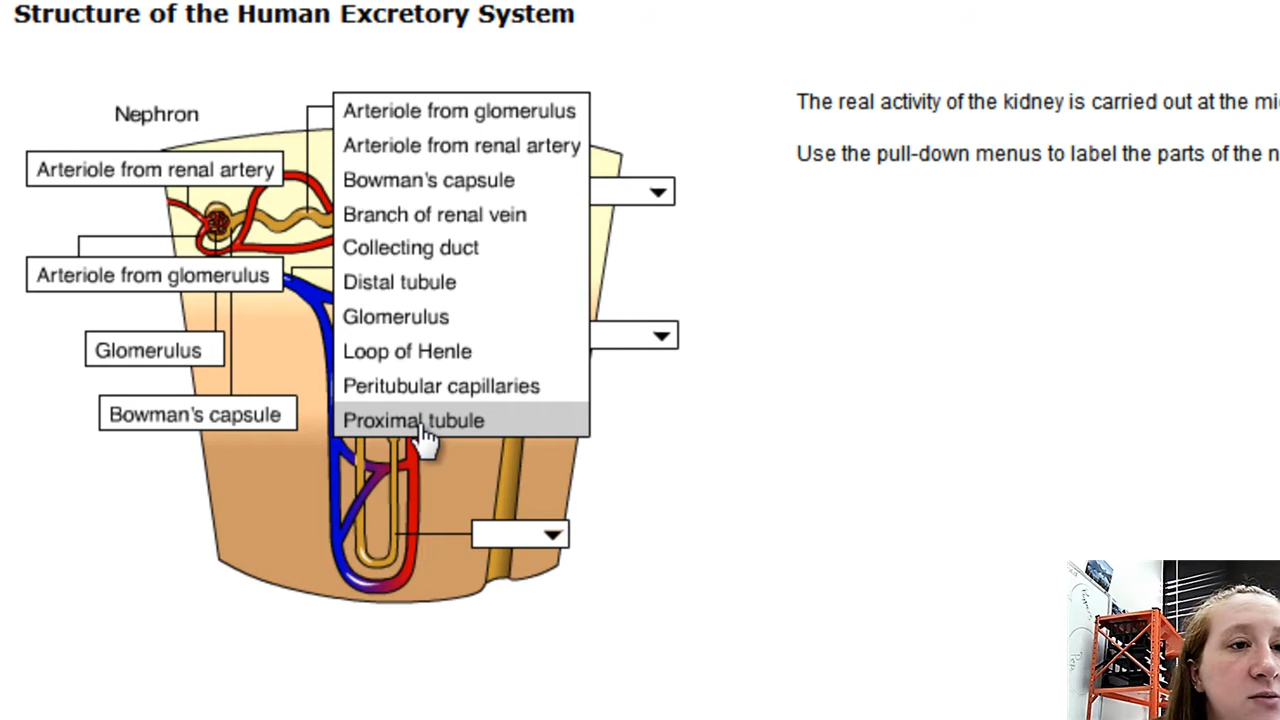 Structure of the Human Excretory System
Nephron
Arteriole from renal artery
Arteriole from glomerulus
Glomerulus
Bowman's capsule
Arteriole from glomerulus
Arteriole from renal artery
Bowman's capsule
Branch of renal vein
Collecting duct
Distal tubule
Glomerulus
Loop of Henle
Peritubular capillaries
Proximal tubule
The real activity of the kidney is carried out at the mi
Use the pull-down menus to label the parts of the n